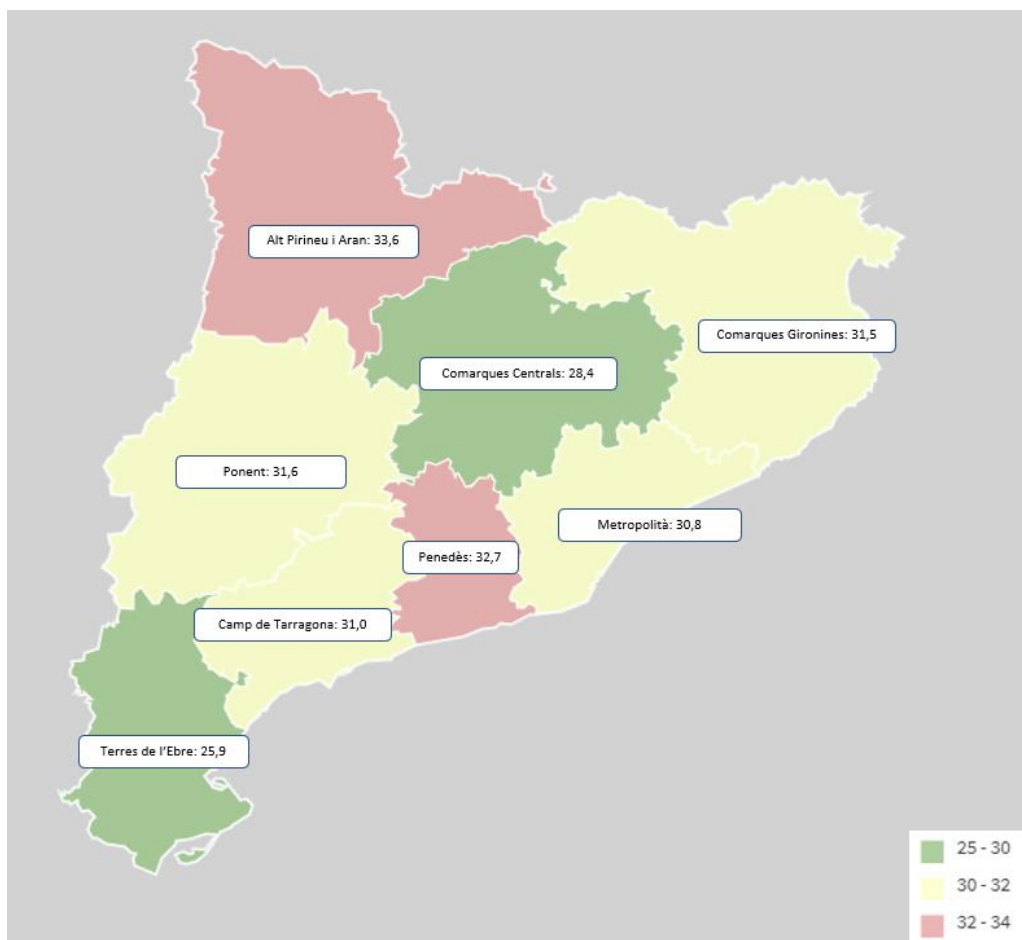 Alt Pirineu i Aran: 33,6
Comarques Gironines: 31,5
Comarques Centrals: 28,4
Ponent: 31,6
Metropolità: 30,8
Penedès: 32,7
Camp de Tarragona: 31,0
Terres de l'Ebre: 25,9
25 - 30
30 - 32
32 - 34